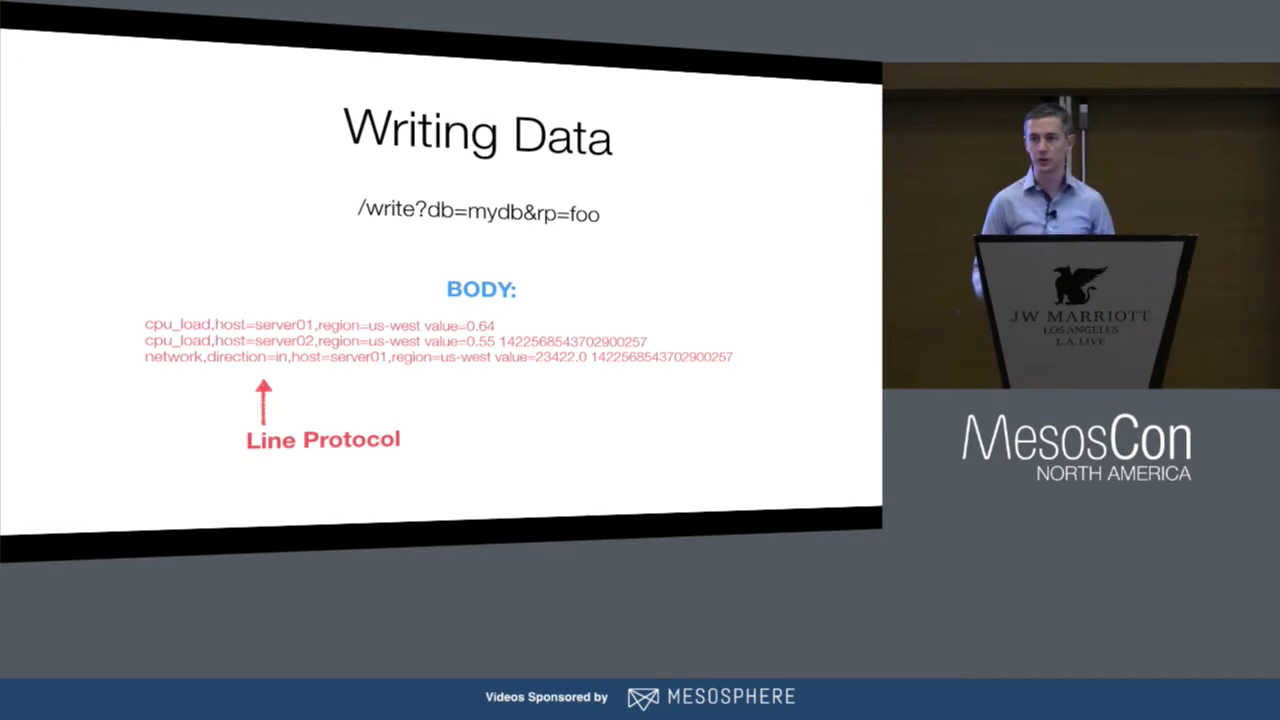 Writing Data
/write?db=mydb&rp=foo
BODY:
cpu_load,host=server01,region=us-west value=0.64
cpu_load,host=server02,region=us-west value=0.55 1422568543702900257
network,direction=in,host=server01,region=us-west value=23422.0 1422568543702900257
Line Protocol
JW MARRIOTT
LOS ANGELES
L.A. LIVE
MesosCon
NORTH AMERICA
Videos Sponsored by MESOSPHERE